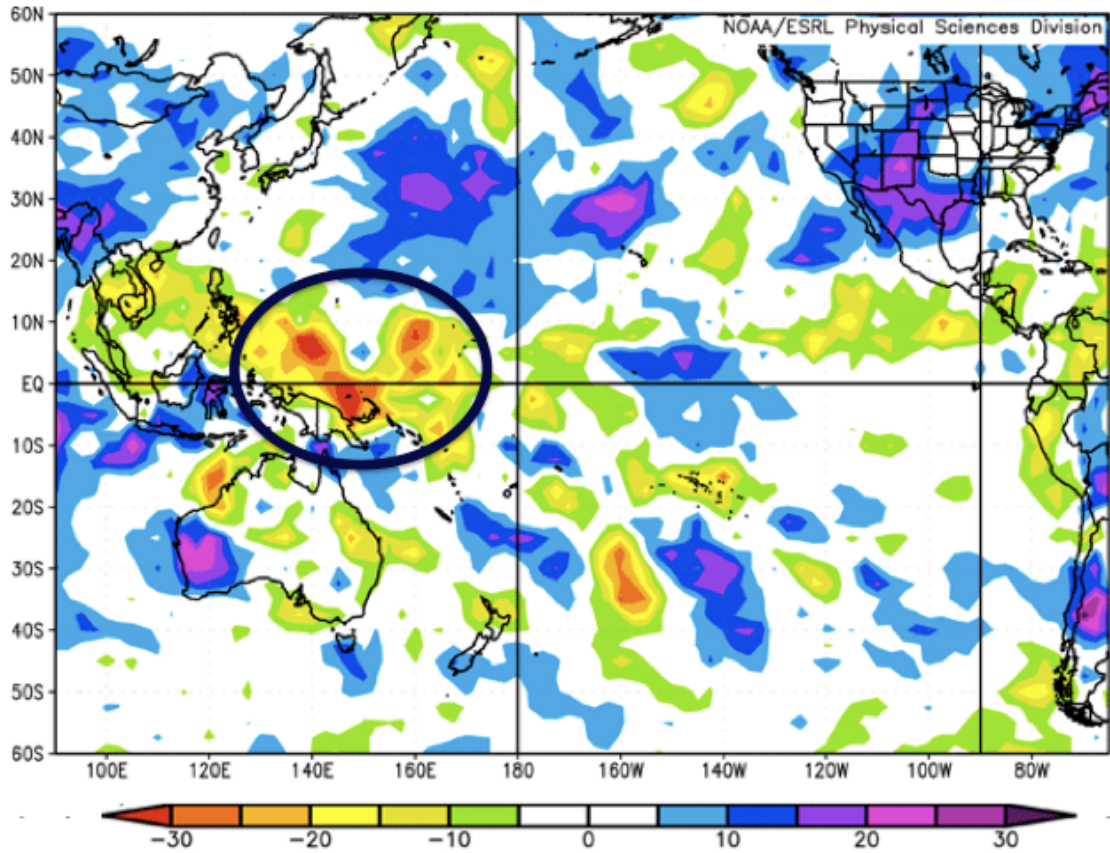 NOAA/ESRL Physical Sciences Division
60N
50N
40N
30N
20N
10N
EQ
10S
20S
30S
40S
50S
60S
100E 120E 140E 160E 180 160W 140W 120W 100W 80W
-30 -20 -10 0 10 20 30